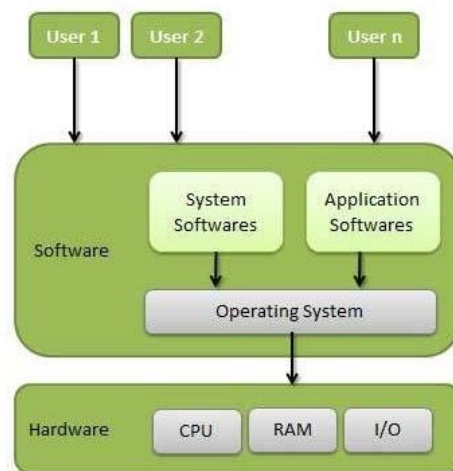 User 1
User 2
User n
System
Softwares
Application
Softwares
Software
Operating System
Hardware
CPU
RAM
I/O